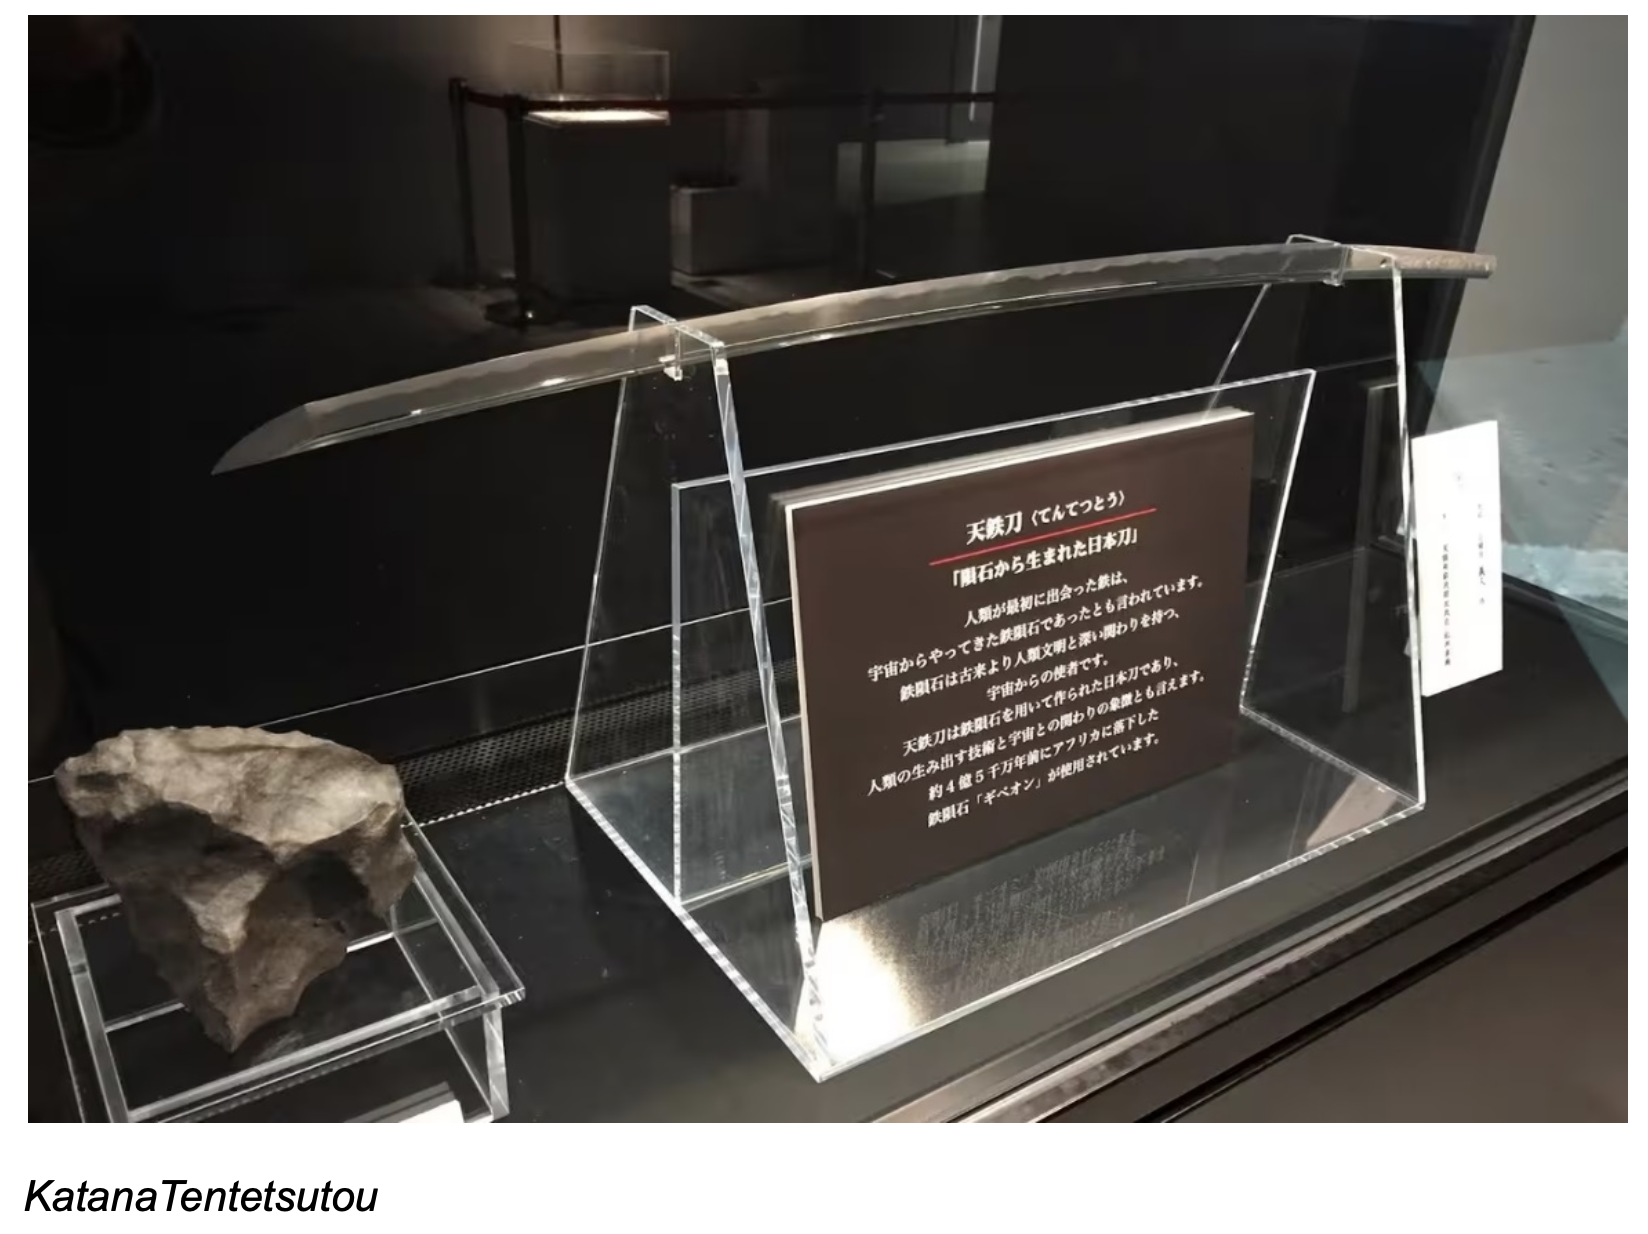 天鉄刀〈てんてつとう〉
「隕石から生まれた日本刀」
人類が最初に出会った鉄は、
宇宙からやってきた鉄隕石であったとも言われています。
鉄隕石は古来より人類文明と深い関わりを持つ、
宇宙からの使者です。
天鉄刀は鉄隕石を用いて作られた日本刀であり、
人類の生み出す技術と宇宙との関わりの象徴とも言えます。
約4億5千万年前にアフリカに落下した
鉄隕石「ギベオン」が使用されています。
KatanaTentetsutou